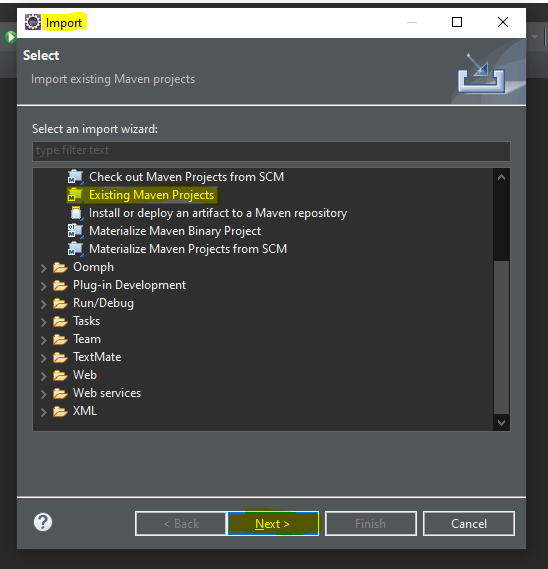 Import
Select
Import existing Maven projects
Select an import wizard:
type filter text
Check out Maven Projects from SCM
Existing Maven Projects
Install or deploy an artifact to a Maven repository
Materialize Maven Binary Project
Materialize Maven Projects from SCM
Oomph
Plug-in Development
Run/Debug
Tasks
Team
TextMate
Web
Web services
XML
< Back Next > Finish Cancel